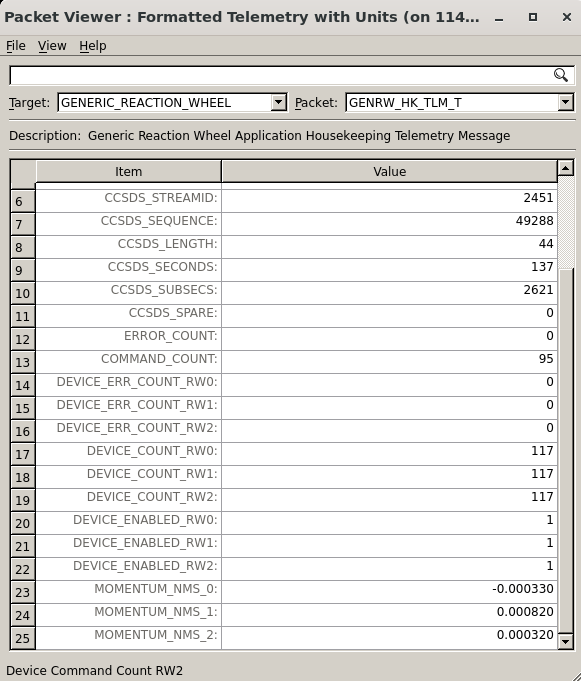 Packet Viewer : Formatted Telemetry with Units (on 114...
File View Help
Target: GENERIC_REACTION_WHEEL Packet: GENRW_HK_TLM_T
Description: Generic Reaction Wheel Application Housekeeping Telemetry Message
Item Value
6 CCSDS_STREAMID: 2451
7 CCSDS_SEQUENCE: 49288
8 CCSDS_LENGTH: 44
9 CCSDS_SECONDS: 137
10 CCSDS_SUBSECS: 2621
11 CCSDS_SPARE: 0
12 ERROR_COUNT: 0
13 COMMAND_COUNT: 95
14 DEVICE_ERR_COUNT_RW0: 0
15 DEVICE_ERR_COUNT_RW1: 0
16 DEVICE_ERR_COUNT_RW2: 0
17 DEVICE_COUNT_RW0: 117
18 DEVICE_COUNT_RW1: 117
19 DEVICE_COUNT_RW2: 117
20 DEVICE_ENABLED_RW0: 1
21 DEVICE_ENABLED_RW1: 1
22 DEVICE_ENABLED_RW2: 1
23 MOMENTUM_NMS_0: -0.000330
24 MOMENTUM_NMS_1: 0.000820
25 MOMENTUM_NMS_2: 0.000320
Device Command Count RW2